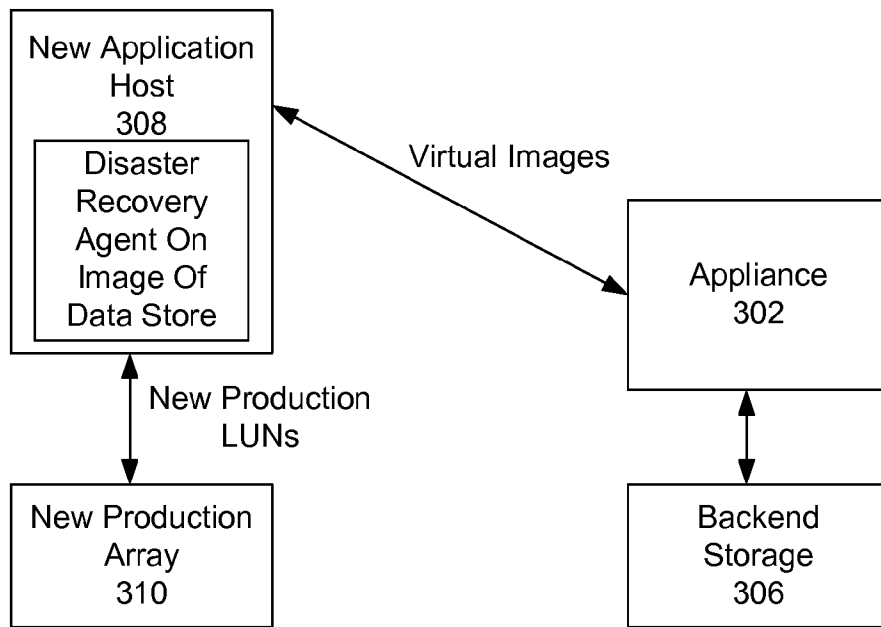 New Application
Host
308
Disaster
Recovery
Agent On
Image Of
Data Store
Virtual Images
Appliance
302
New Production
LUNs
New Production
Array
310
Backend
Storage
306